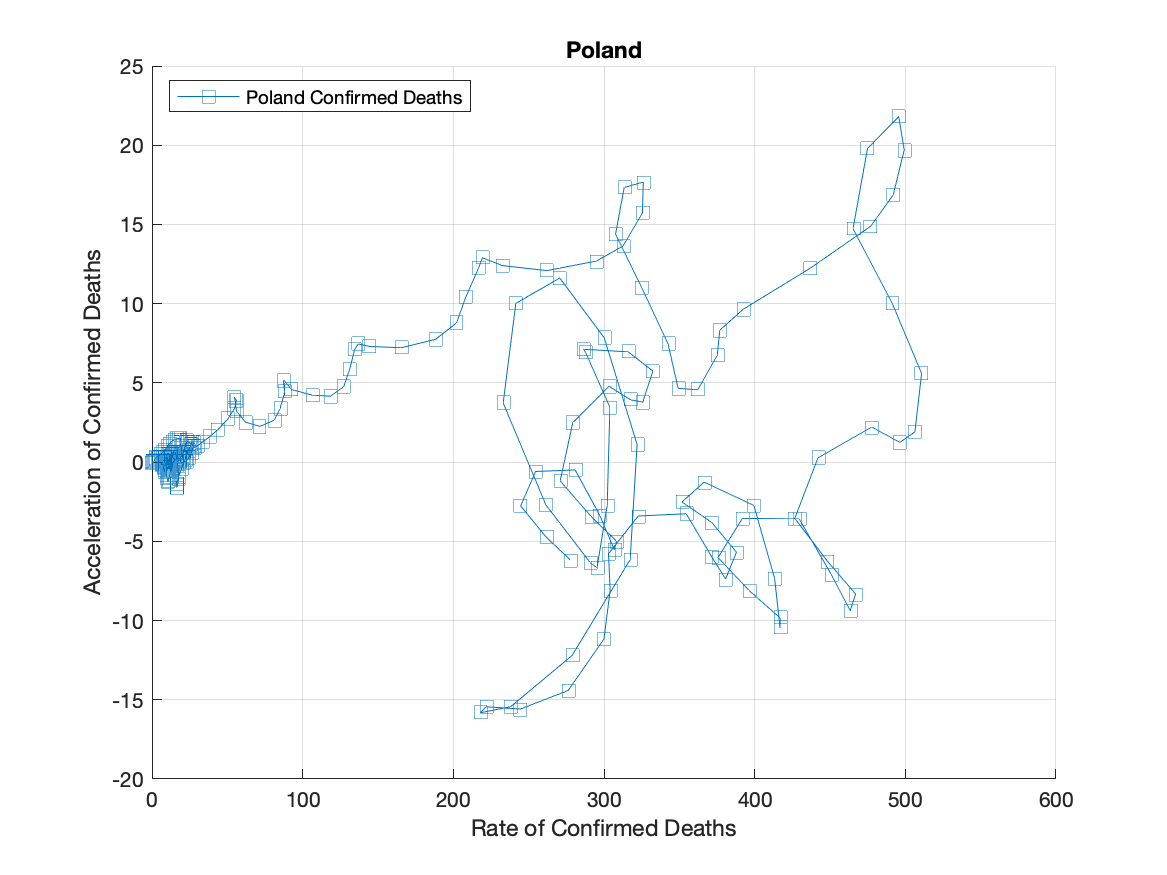 Poland
25
Poland Confirmed Deaths
20
15
10
5
0
-5
-10
-15
-20
Acceleration of Confirmed Deaths
0 100 200 300 400 500 600
Rate of Confirmed Deaths